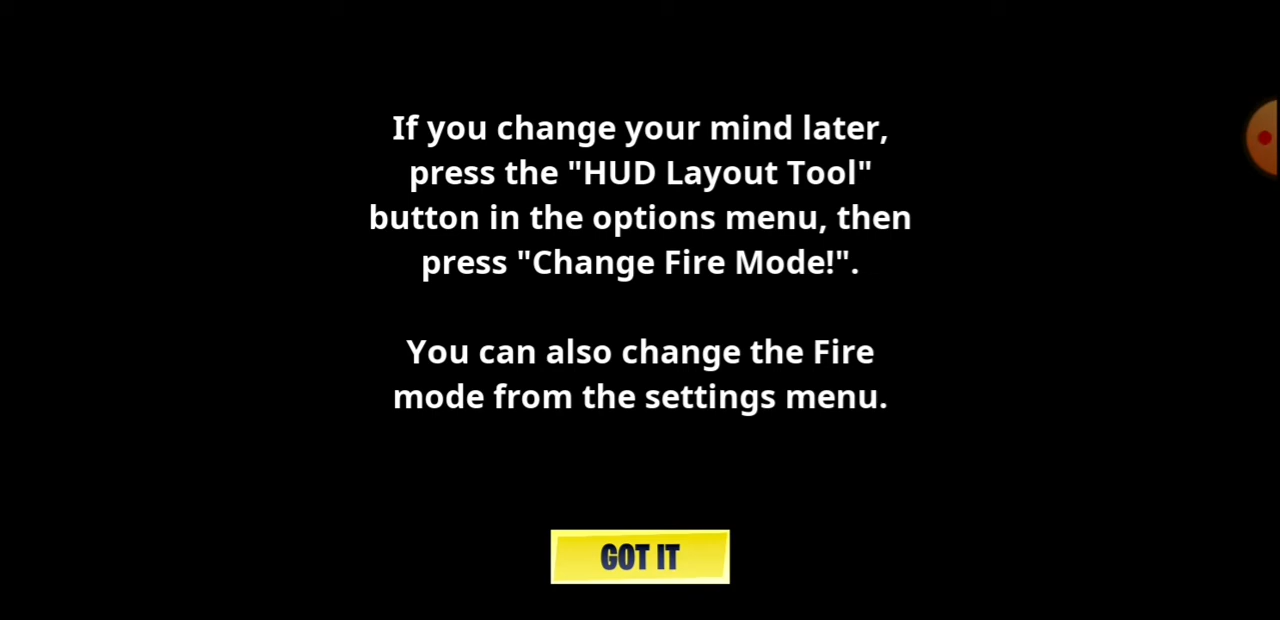 If you change your mind later,
press the "HUD Layout Tool"
button in the options menu, then
press "Change Fire Mode!".
You can also change the Fire
mode from the settings menu.
GOT IT